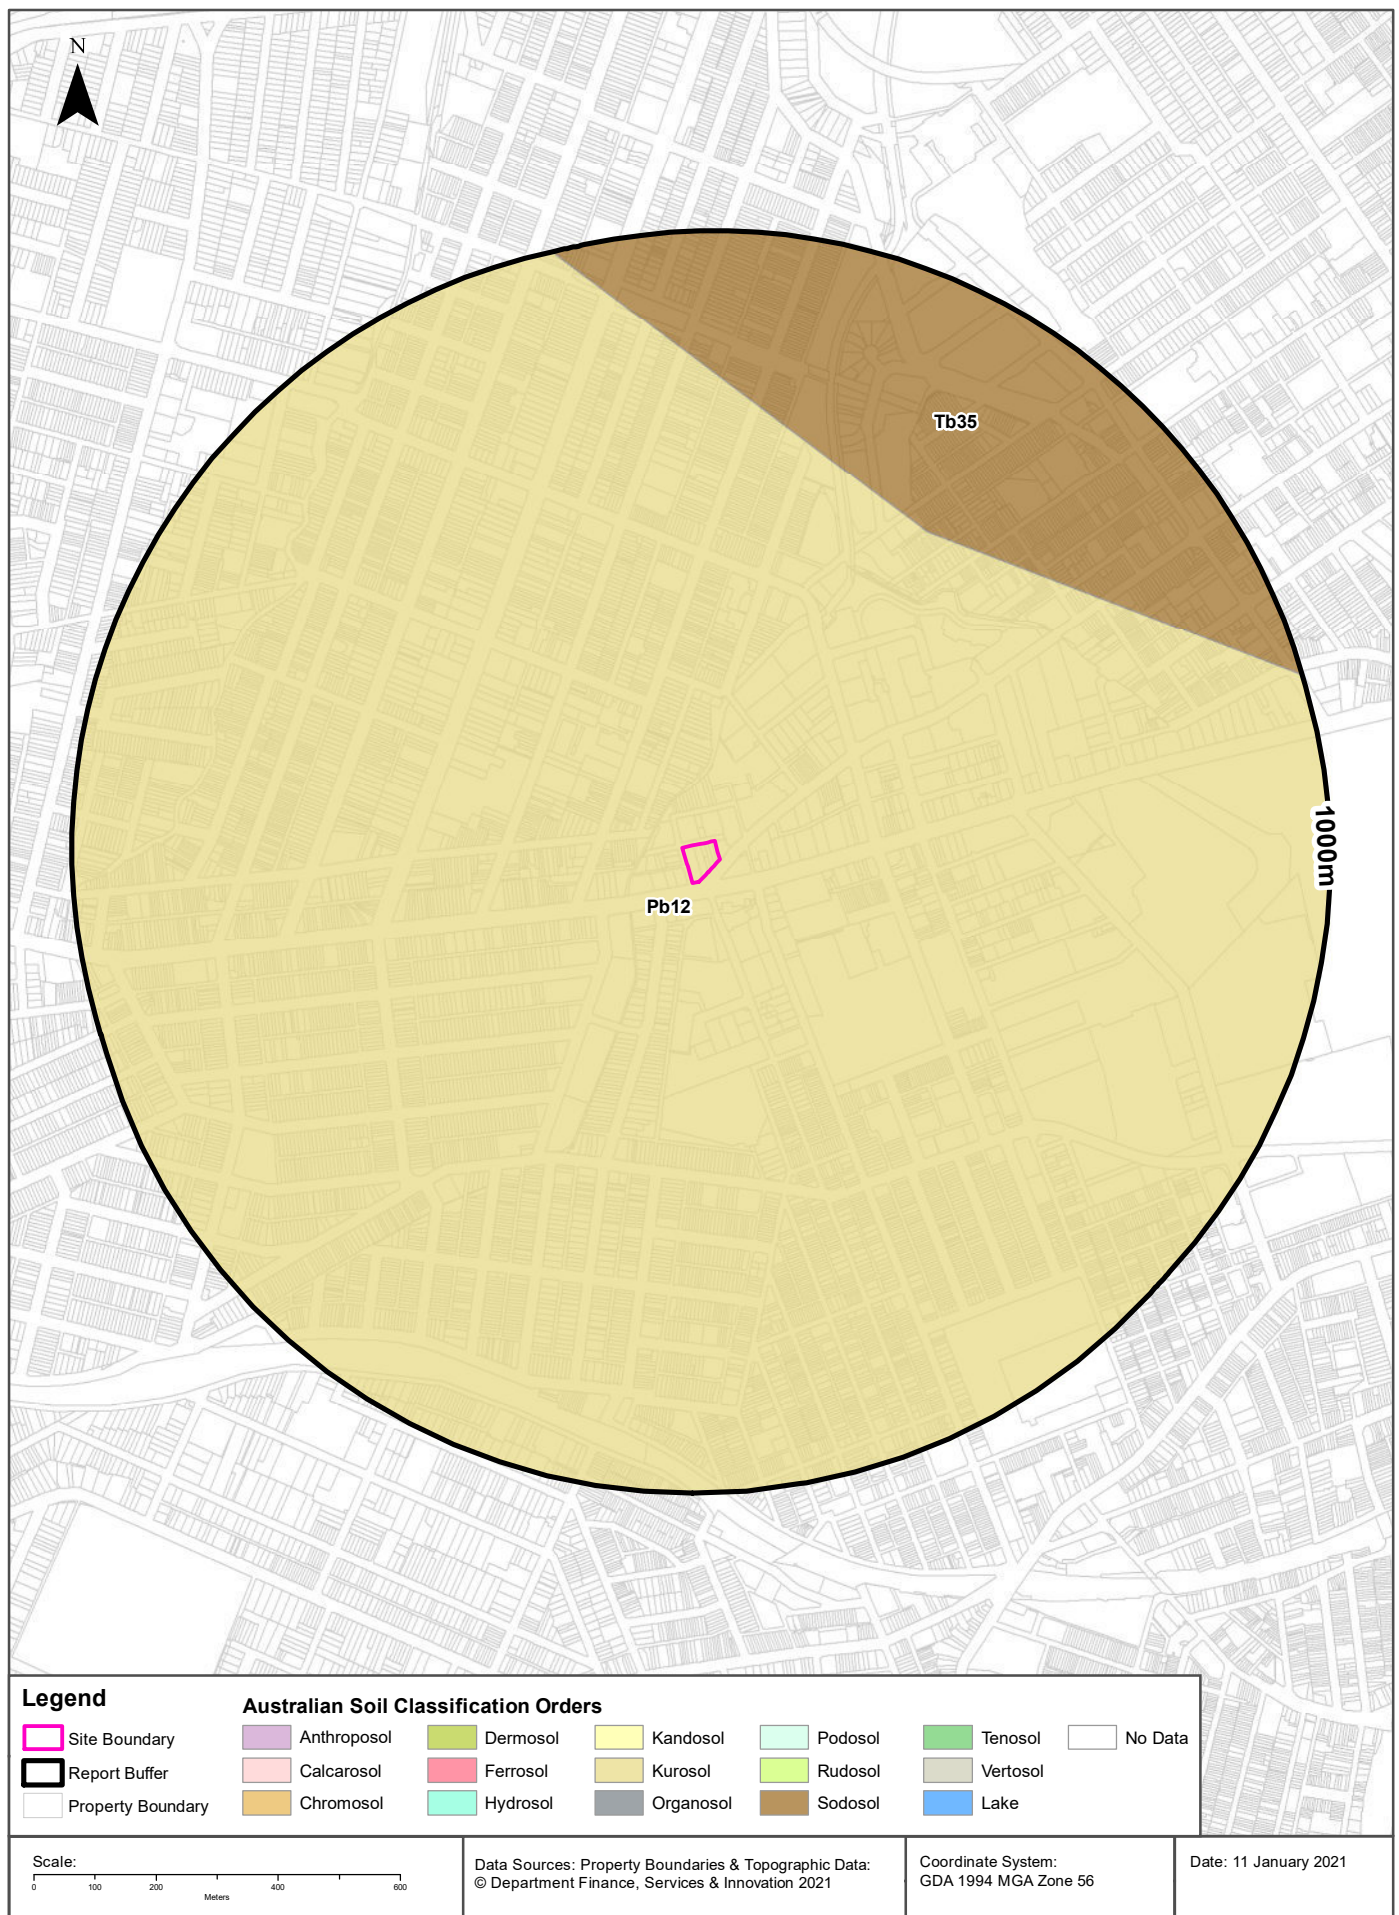 N
Tb35
1000m
Pb12
Legend
Site Boundary
Report Buffer
Property Boundary
Australian Soil Classification Orders
Anthroposol
Calcarosol
Chromosol
Dermosol
Ferrosol
Hydrosol
Kandosol
Kurosol
Organosol
Podosol
Rudosol
Sodosol
Tenosol
Vertosol
Lake
No Data
Scale:
0 100 200 400 600
Meters
Data Sources: Property Boundaries & Topographic Data:
© Department Finance, Services & Innovation 2021
Coordinate System:
GDA 1994 MGA Zone 56
Date: 11 January 2021